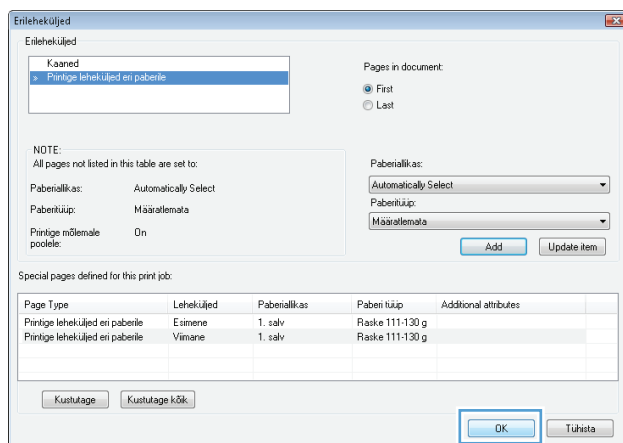 Erileheküljed
Erileheküljed
Kaaned
» Printige leheküljed eri paberile
Pages in document:
First
Last
NOTE:
All pages not listed in this table are set to:
Paberiallikas: Automatically Select
Paberitüüp: Määratlemata
Printige mõlemale poolele: On
Paberiallikas:
Automatically Select
Paberitüüp:
Määratlemata
Add Update item
Special pages defined for this print job:
Page Type Leheküljed Paberiallikas Paberi tüüp Additional attributes
Printige leheküljed eri paberile Esimene 1. salv Raske 111-130 g
Printige leheküljed eri paberile Viimane 1. salv Raske 111-130 g
Kustutage Kustutage kõik
OK Tühista